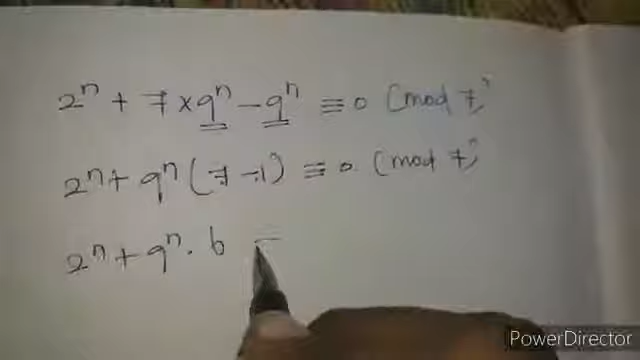 2ⁿ + 7 × 9ⁿ - 9ⁿ ≡ 0 (mod 7)
2ⁿ + 9ⁿ (7 - 1) ≡ 0 (mod 7)
2ⁿ + 9ⁿ · 6 =
PowerDirector